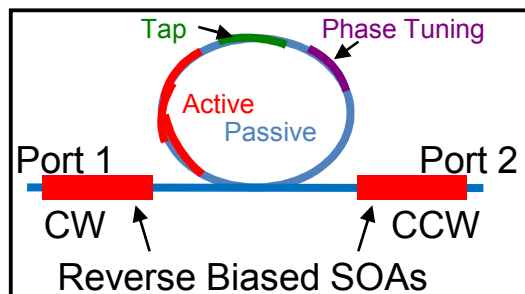 Tap
Phase Tuning
Active
Passive
Port 1
Port 2
CW
CCW
Reverse Biased SOAs